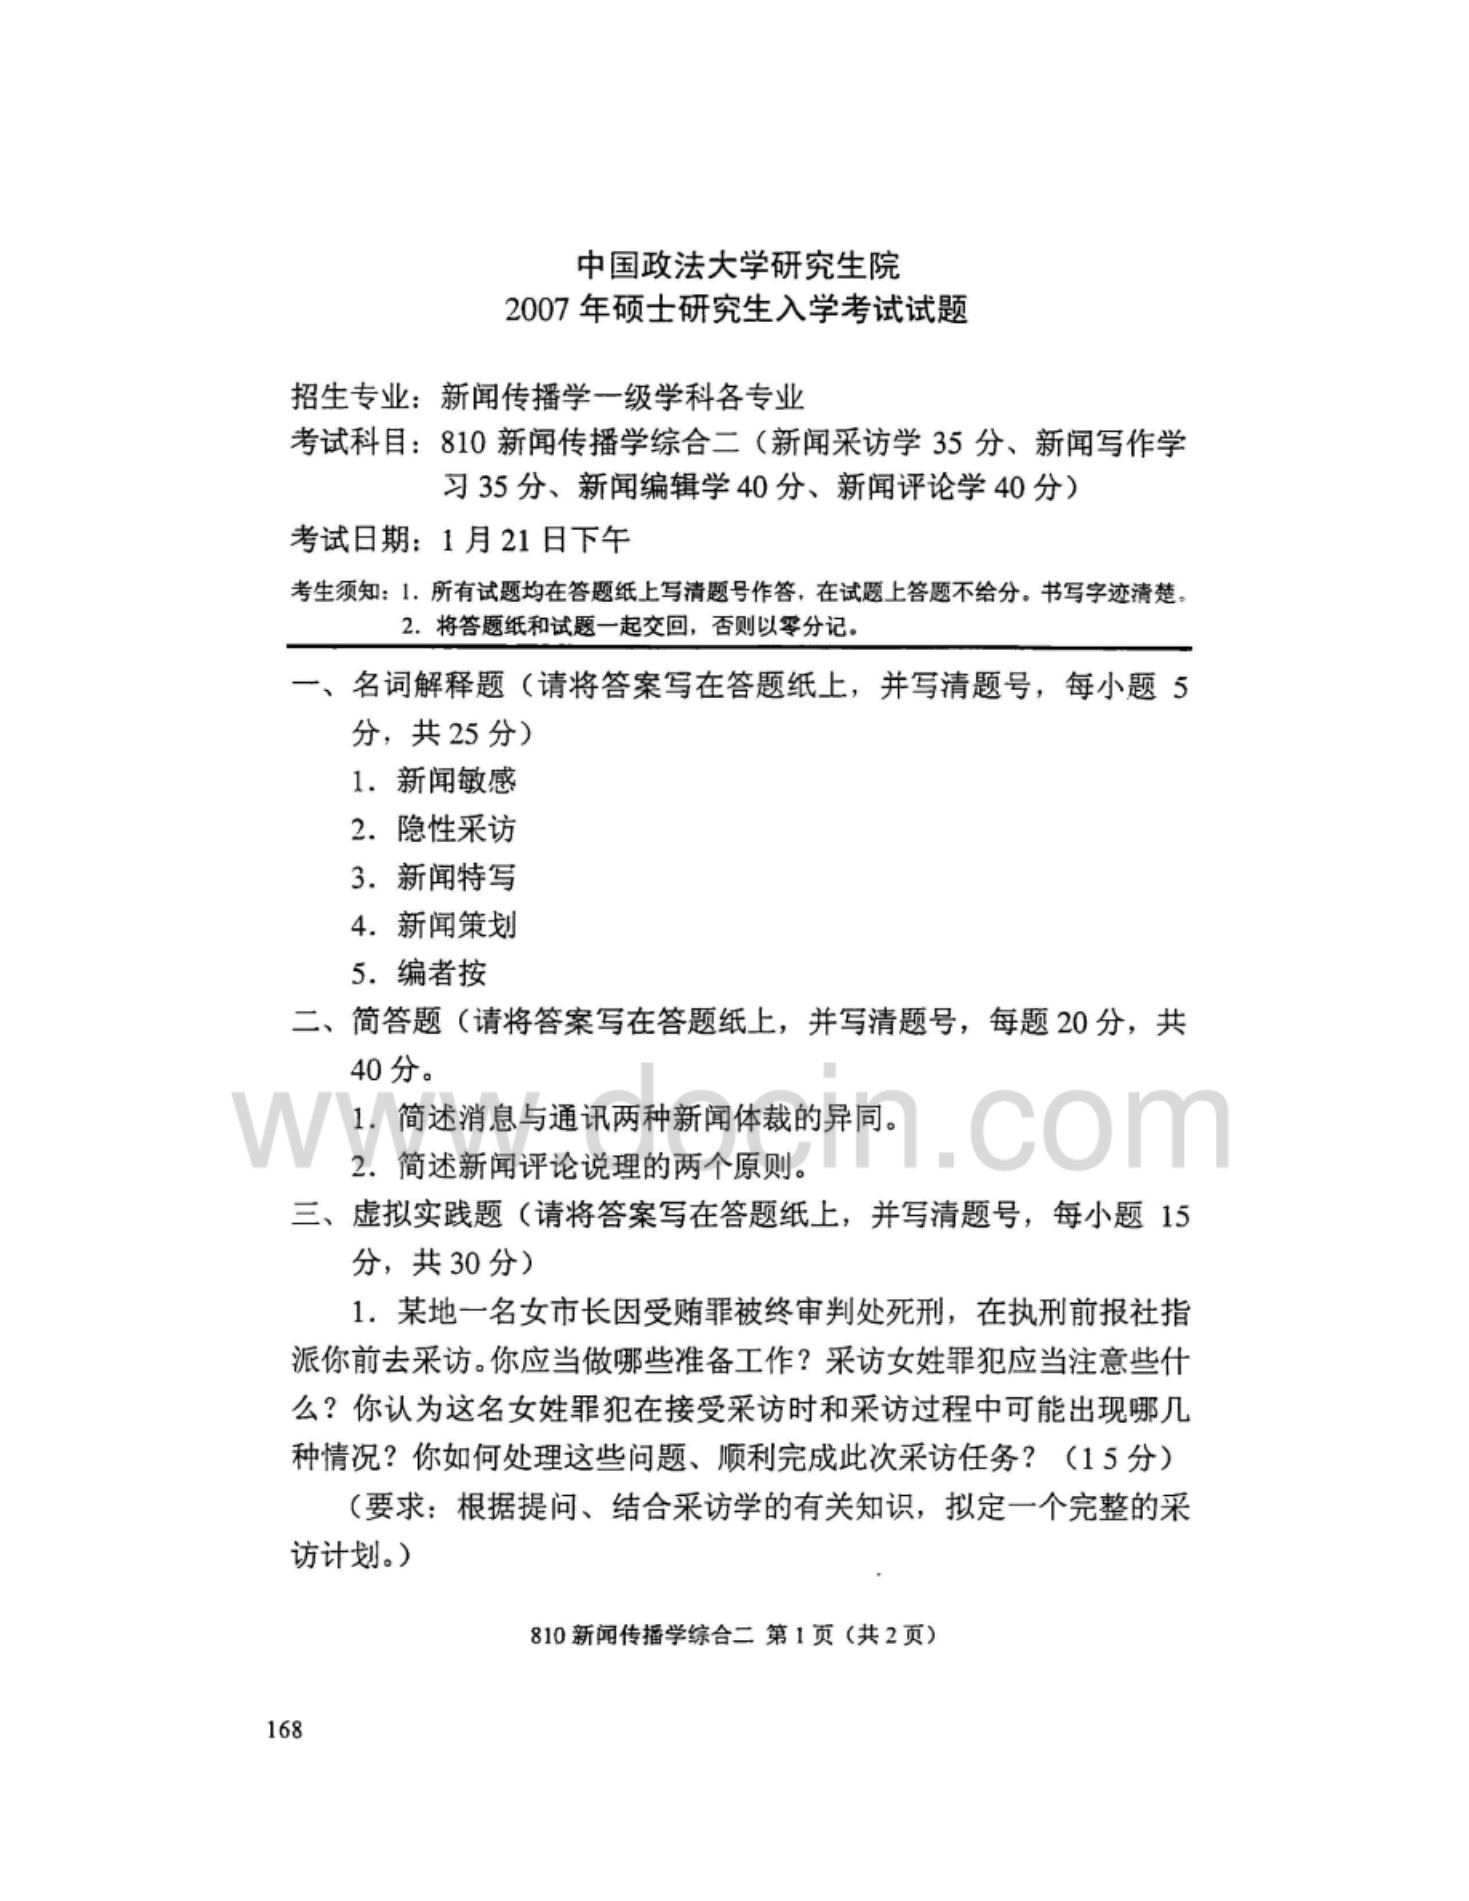 中国政法大学研究生院
2007 年硕士研究生入学考试试题
招生专业：新闻传播学一级学科各专业
考试科目：810 新闻传播学综合二（新闻采访学 35 分、新闻写作学
习 35 分、新闻编辑学 40 分、新闻评论学 40 分）
考试日期：1 月 21 日下午
考生须知：1．所有试题均在答题纸上写清题号作答，在试题上答题不给分。书写字迹清楚。
2．将答题纸和试题一起交回，否则以零分记。
一、名词解释题（请将答案写在答题纸上，并写清题号，每小题 5
分，共 25 分）
1．新闻敏感
2．隐性采访
3．新闻特写
4．新闻策划
5．编者按
二、简答题（请将答案写在答题纸上，并写清题号，每题 20 分，共
40 分。
1．简述消息与通讯两种新闻体裁的异同。
2．简述新闻评论说理的两个原则。
www.docin.com
三、虚拟实践题（请将答案写在答题纸上，并写清题号，每小题 15
分，共 30 分）
1．某地一名女市长因受贿罪被终审判处死刑，在执刑前报社指
派你前去采访。你应当做哪些准备工作？采访女姓罪犯应当注意些什
么？你认为这名女姓罪犯在接受采访时和采访过程中可能出现哪几
种情况？你如何处理这些问题、顺利完成此次采访任务？（1 5 分）
（要求：根据提问、结合采访学的有关知识，拟定一个完整的采
访计划。）
810 新闻传播学综合二 第 1 页（共 2 页）
168